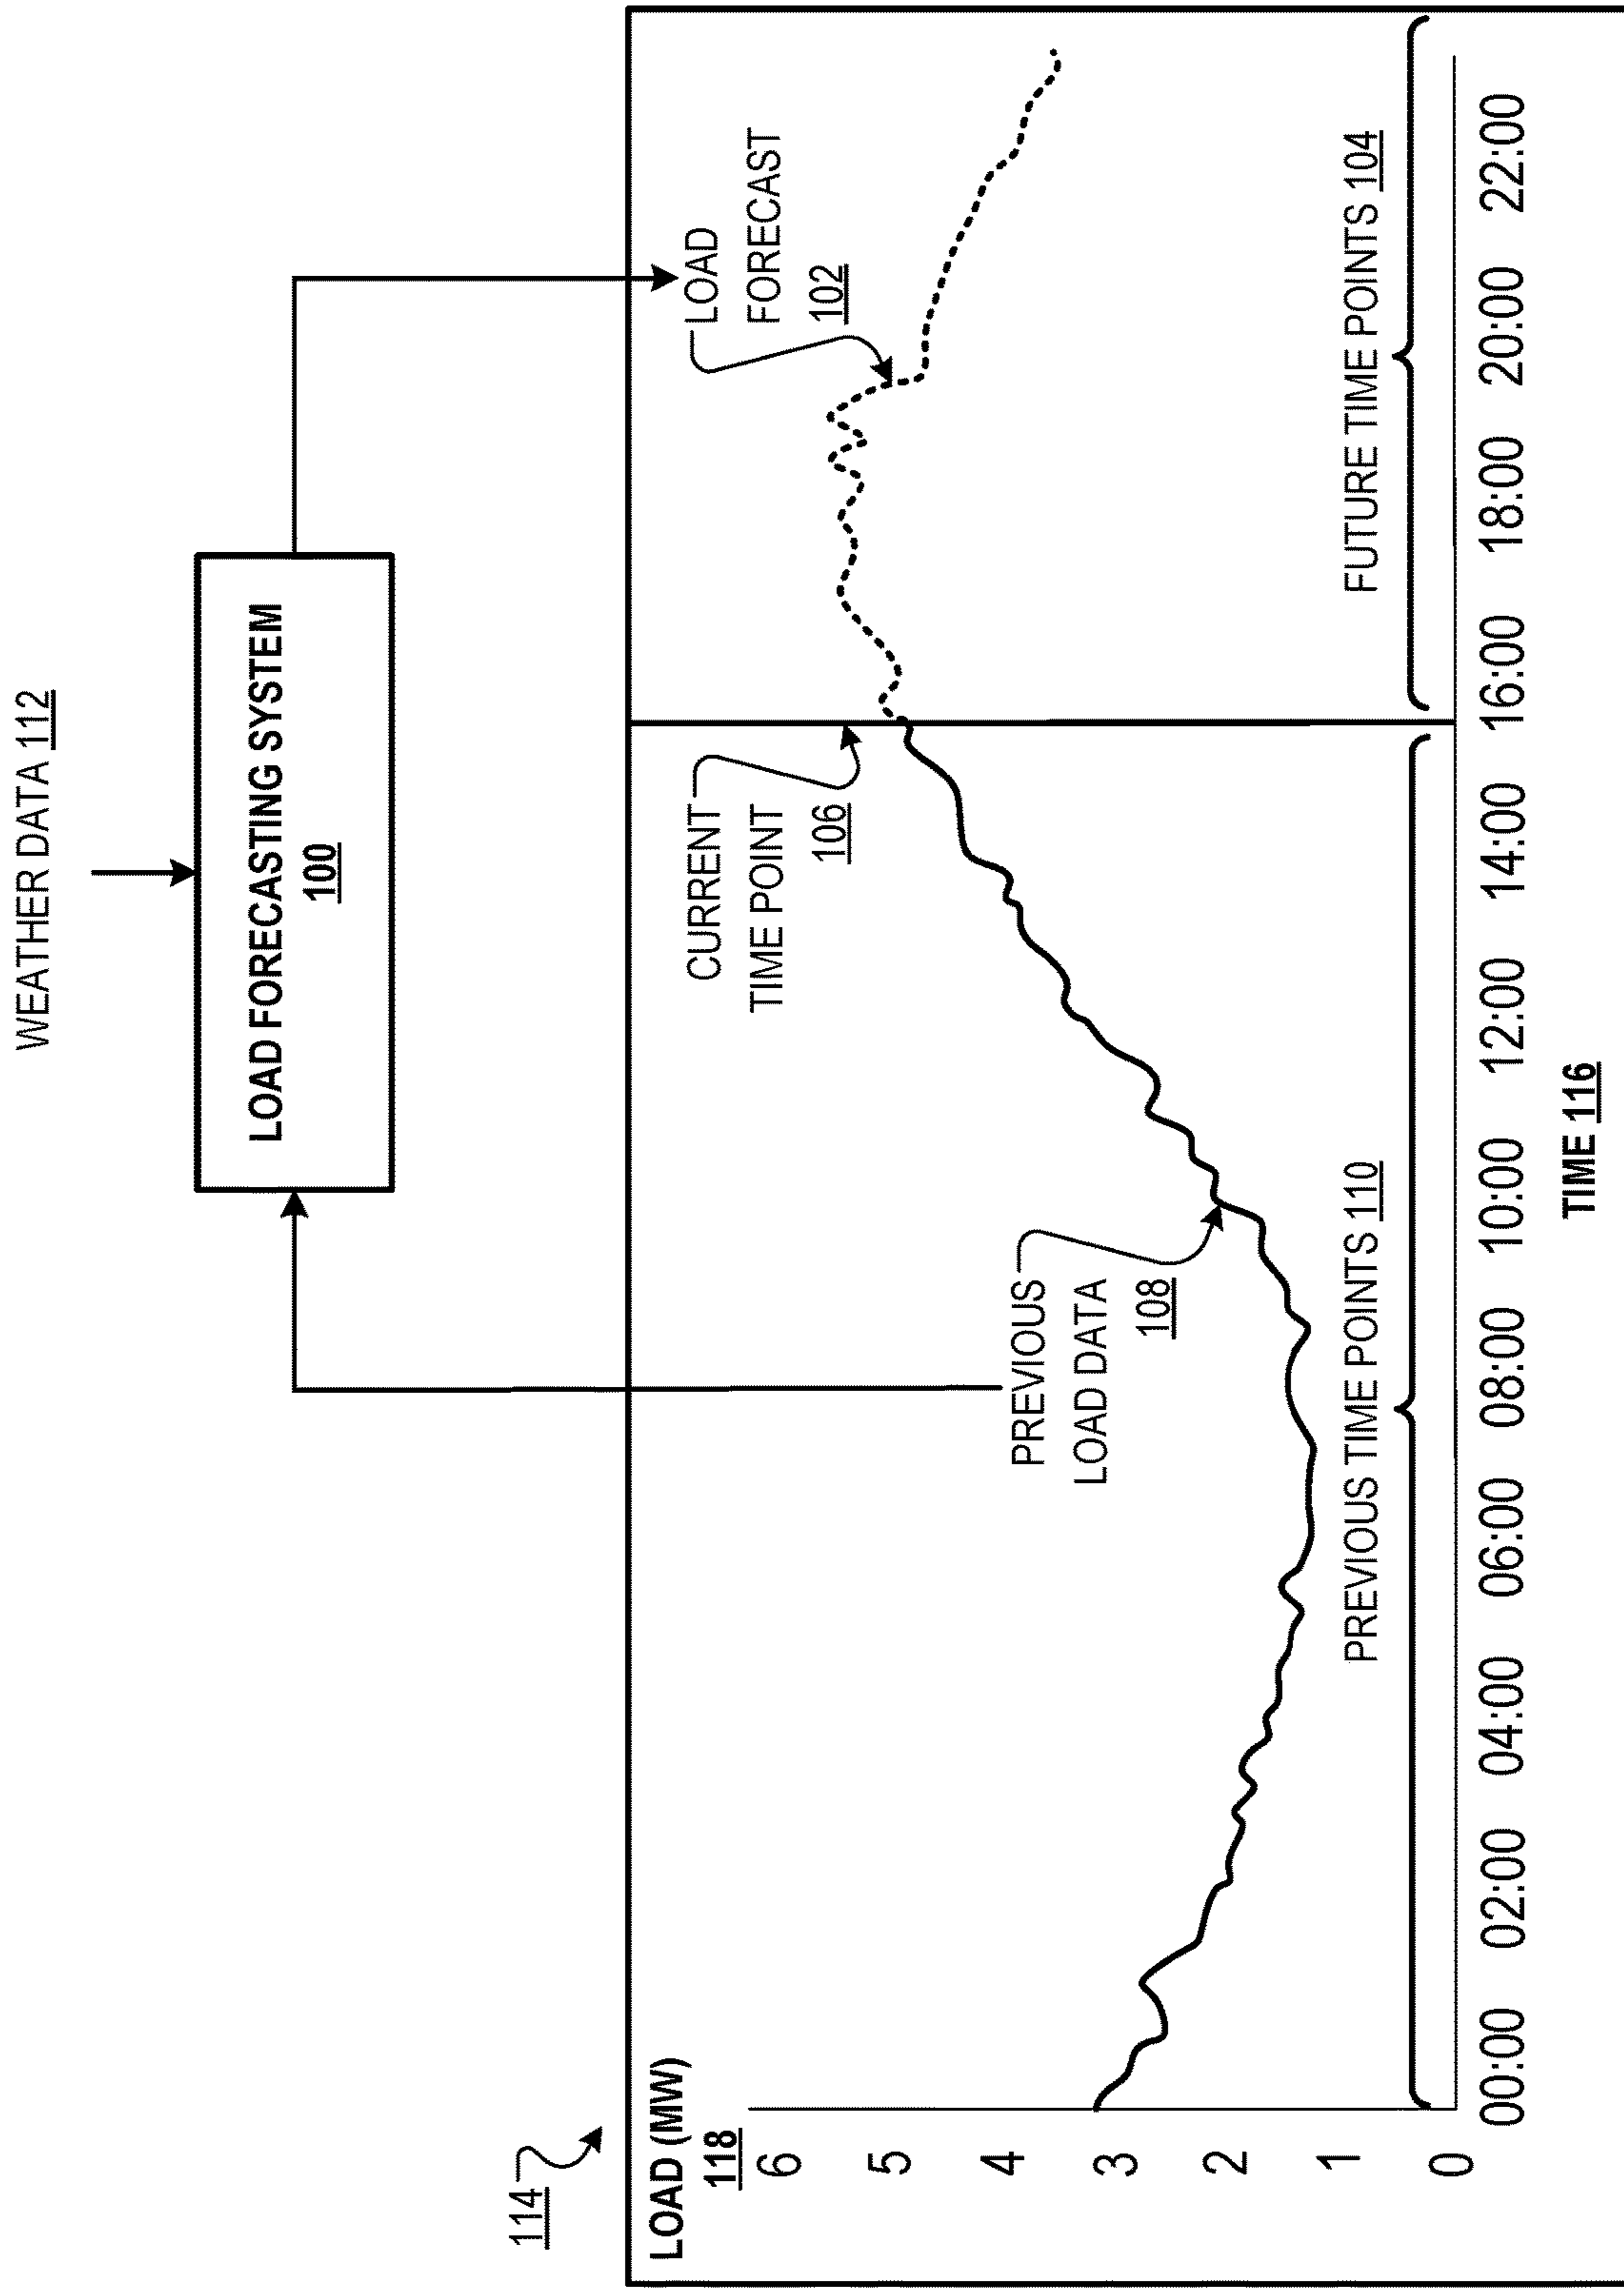 WEATHER DATA 112
LOAD FORECASTING SYSTEM
100
114
LOAD (MW)
118
6
5
4
3
2
1
0
PREVIOUS
LOAD DATA
108
CURRENT
TIME POINT
106
LOAD
FORECAST
102
PREVIOUS TIME POINTS 110
FUTURE TIME POINTS 104
00:00 02:00 04:00 06:00 08:00 10:00 12:00 14:00 16:00 18:00 20:00 22:00
TIME 116